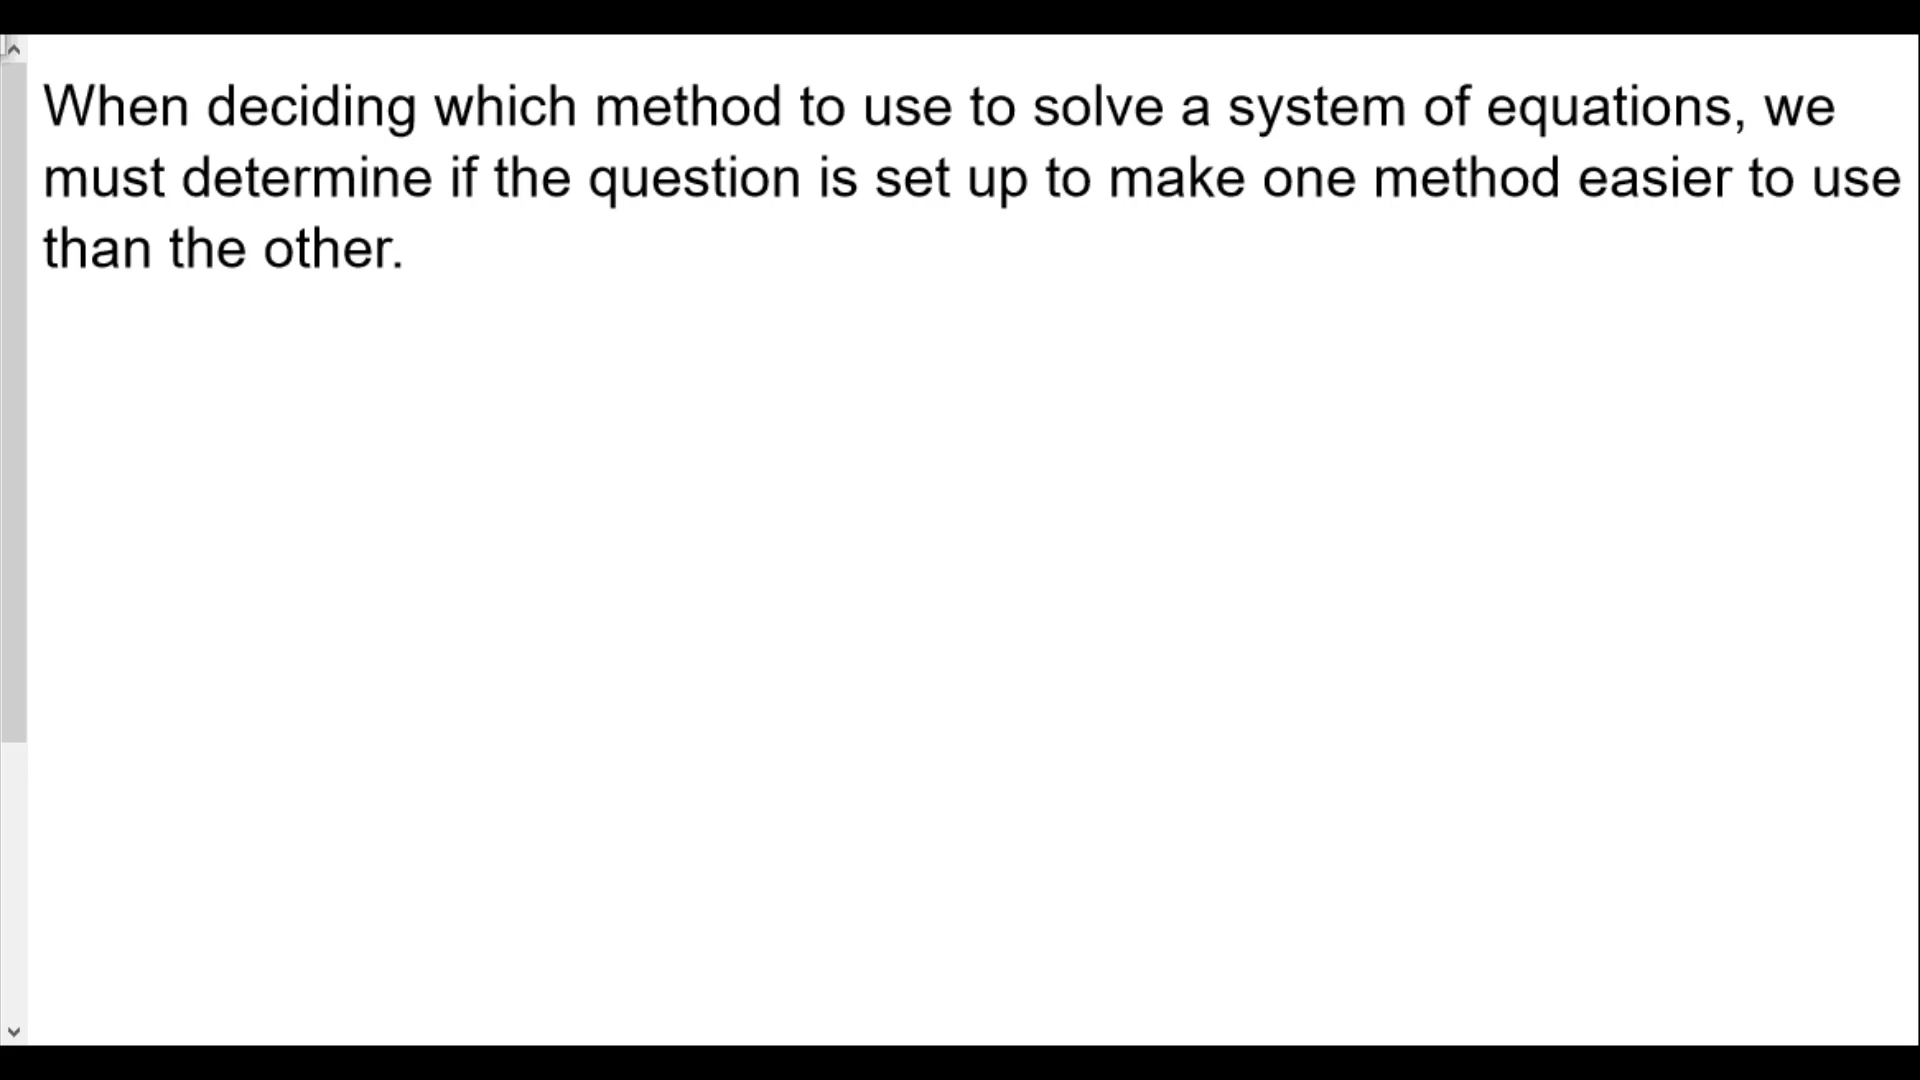 When deciding which method to use to solve a system of equations, we
must determine if the question is set up to make one method easier to use
than the other.